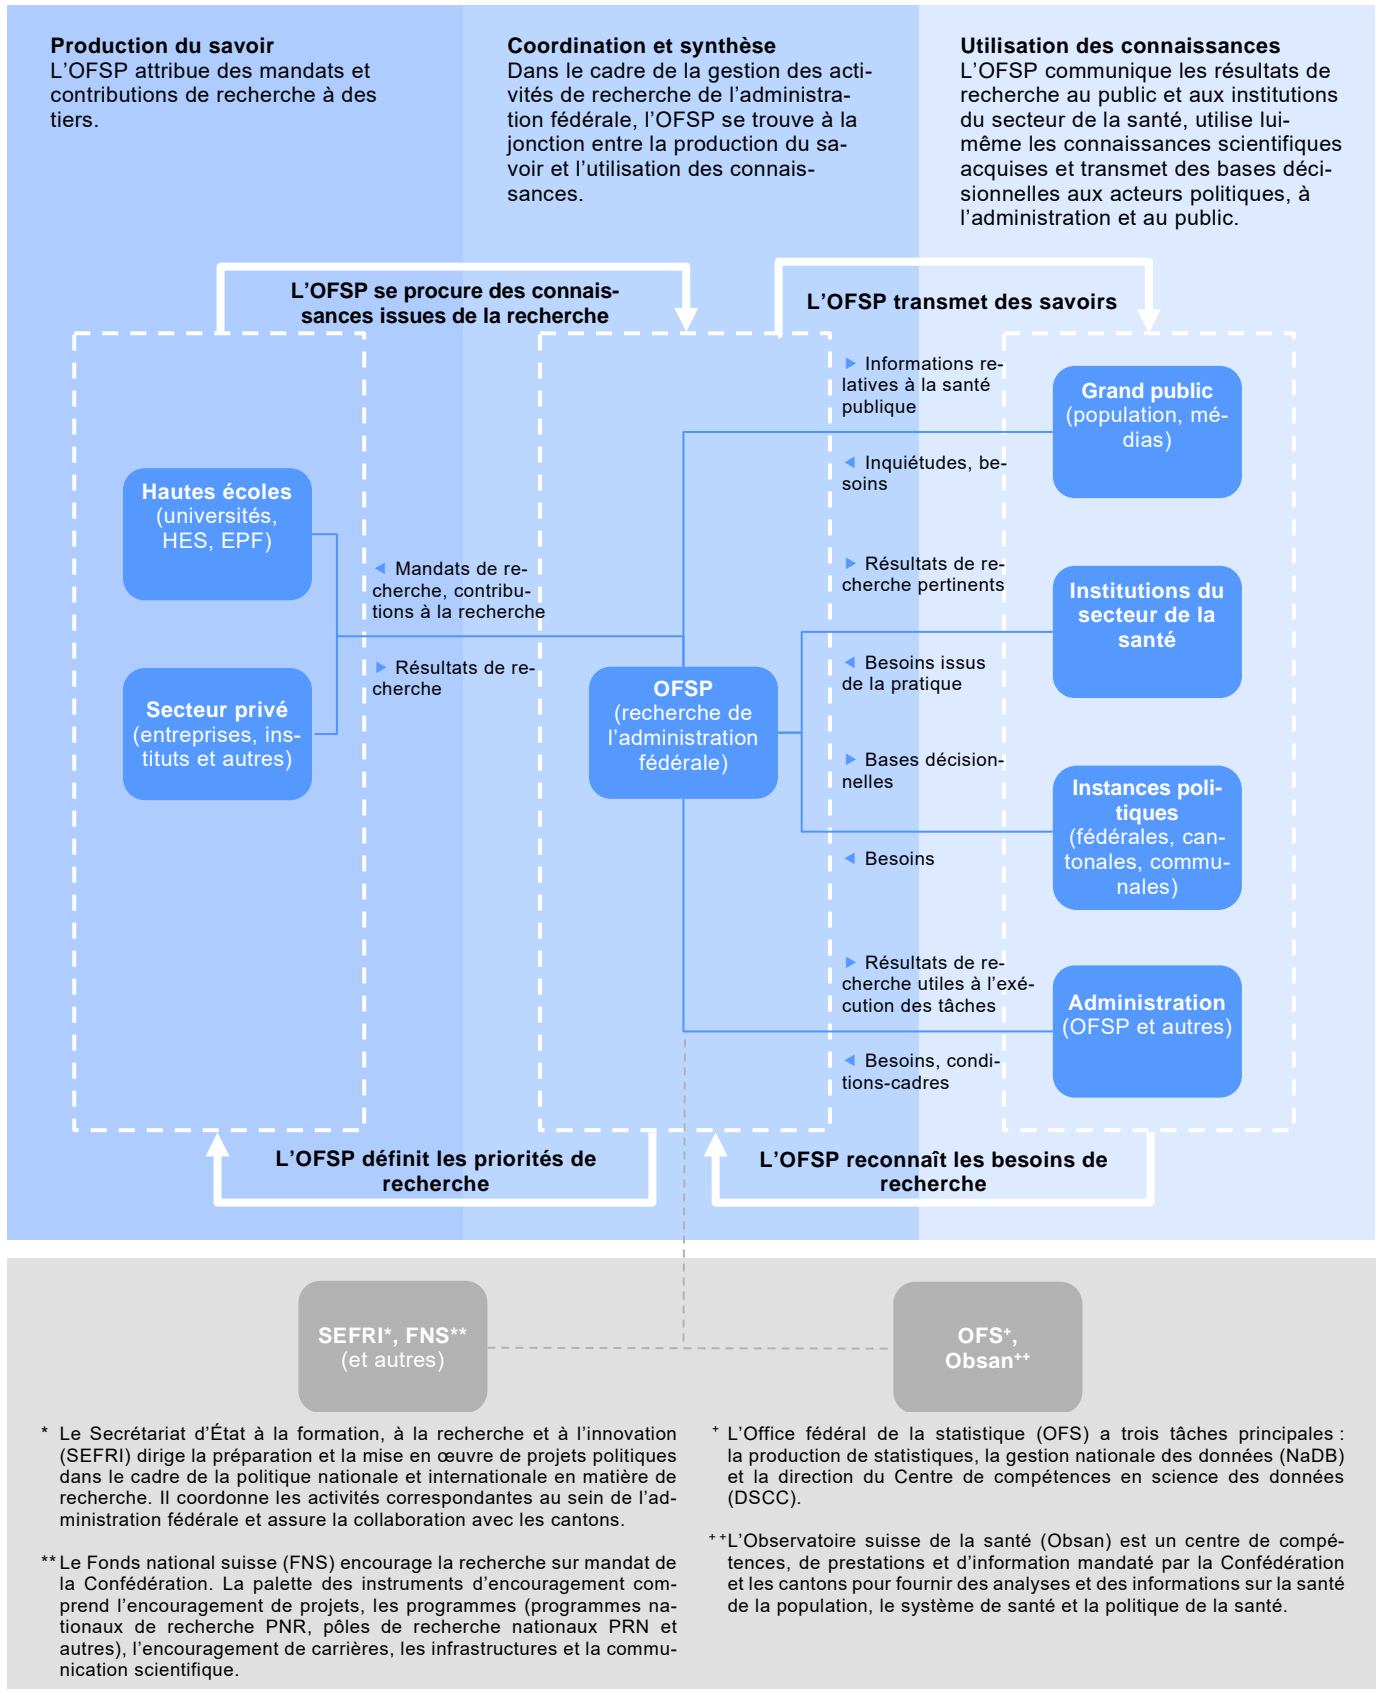 Production du savoir
L’OFSP attribue des mandats et
contributions de recherche à des
tiers.
Coordination et synthèse
Dans le cadre de la gestion des acti-
vités de recherche de l’administra-
tion fédérale, l’OFSP se trouve à la
jonction entre la production du sa-
voir et l’utilisation des connais-
sances.
Utilisation des connaissances
L’OFSP communique les résultats de
recherche au public et aux institutions
du secteur de la santé, utilise lui-
même les connaissances scientifiques
acquises et transmet des bases déci-
sionnelles aux acteurs politiques, à
l’administration et au public.
L’OFSP se procure des connais-
sances issues de la recherche
L’OFSP transmet des savoirs
Hautes écoles
(universités,
HES, EPF)
Secteur privé
(entreprises, ins-
tituts et autres)
◄ Mandats de re-
cherche, contribu-
tions à la recherche
► Résultats de re-
cherche
OFSP
(recherche de
l’administration
fédérale)
► Informations re-
latives à la santé
publique
◄ Inquiétudes, be-
soins
► Résultats de re-
cherche pertinents
◄ Besoins issus
de la pratique
► Bases décision-
nelles
◄ Besoins
► Résultats de re-
cherche utiles à l’exé-
cution des tâches
◄ Besoins, condi-
tions-cadres
Grand public
(population, mé-
dias)
Institutions du
secteur de la
santé
Instances poli-
tiques
(fédérales, can-
tonales, commu-
nales)
Administration
(OFSP et autres)
L’OFSP définit les priorités de
recherche
L’OFSP reconnaît les besoins de
recherche
SEFRI*, FNS**
(et autres)
OFS⁺,
Obsan⁺⁺
* Le Secrétariat d’État à la formation, à la recherche et à l’innovation
(SEFRI) dirige la préparation et la mise en œuvre de projets politiques
dans le cadre de la politique nationale et internationale en matière de
recherche. Il coordonne les activités correspondantes au sein de l’ad-
ministration fédérale et assure la collaboration avec les cantons.
** Le Fonds national suisse (FNS) encourage la recherche sur mandat de
la Confédération. La palette des instruments d’encouragement com-
prend l’encouragement de projets, les programmes (programmes na-
tionaux de recherche PNR, pôles de recherche nationaux PRN et
autres), l’encouragement de carrières, les infrastructures et la commu-
nication scientifique.
⁺ L’Office fédéral de la statistique (OFS) a trois tâches principales :
la production de statistiques, la gestion nationale des données (NaDB)
et la direction du Centre de compétences en science des données
(DSCC).
⁺⁺L’Observatoire suisse de la santé (Obsan) est un centre de compé-
tences, de prestations et d’information mandaté par la Confédération
et les cantons pour fournir des analyses et des informations sur la santé
de la population, le système de santé et la politique de la santé.